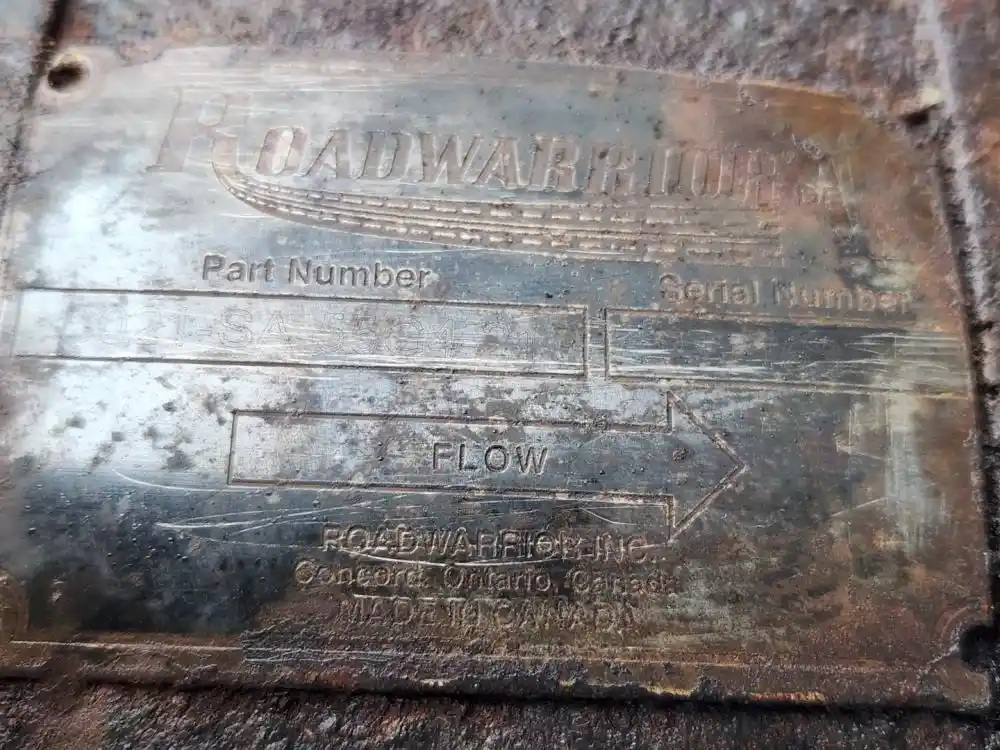 ROADWARRIOR
Part Number Serial Number
FLOW
ROADWARRIOR INC.
Concord, Ontario, Canada
MADE IN CANADA